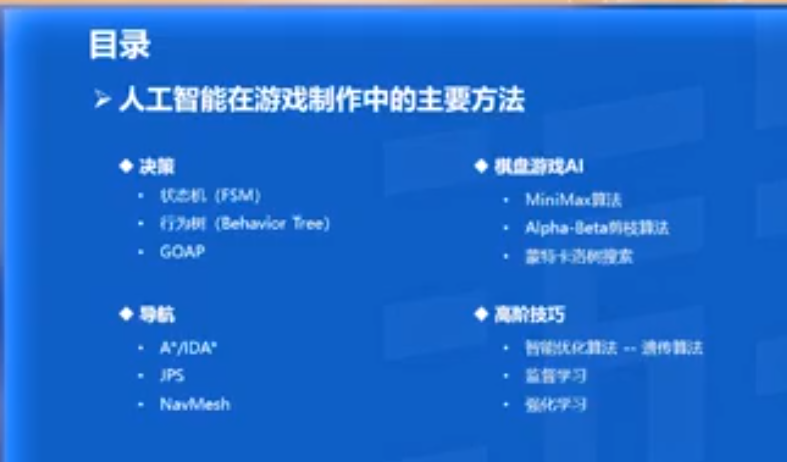 目录
➢ 人工智能在游戏制作中的主要方法
◆ 决策
• 状态机（FSM）
• 行为树（Behavior Tree）
• GOAP
◆ 导航
• A*/IDA*
• JPS
• NavMesh
◆ 棋盘游戏AI
• MiniMax算法
• Alpha-Beta剪枝算法
• 蒙特卡洛树搜索
◆ 高阶技巧
• 智能优化算法 -- 遗传算法
• 监督学习
• 强化学习